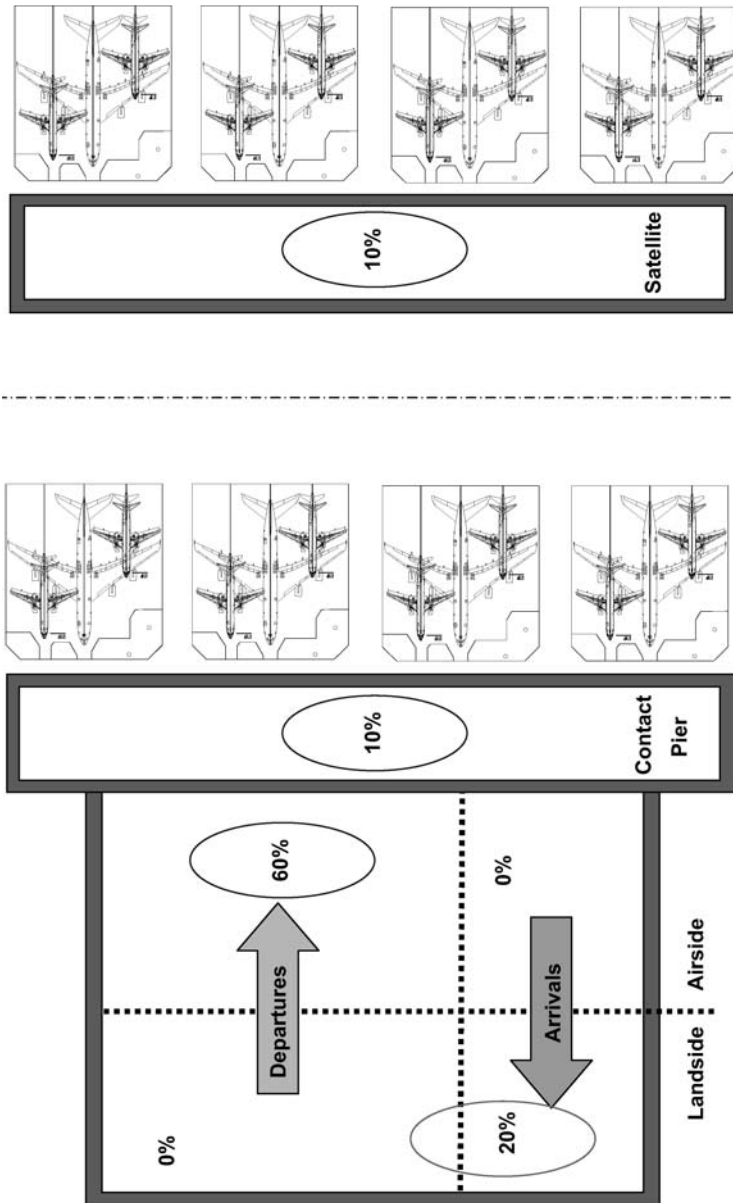 0%
Departures
60%
10%
10%
20%
0%
Arrivals
Contact
Pier
Satellite
Landside
Airside